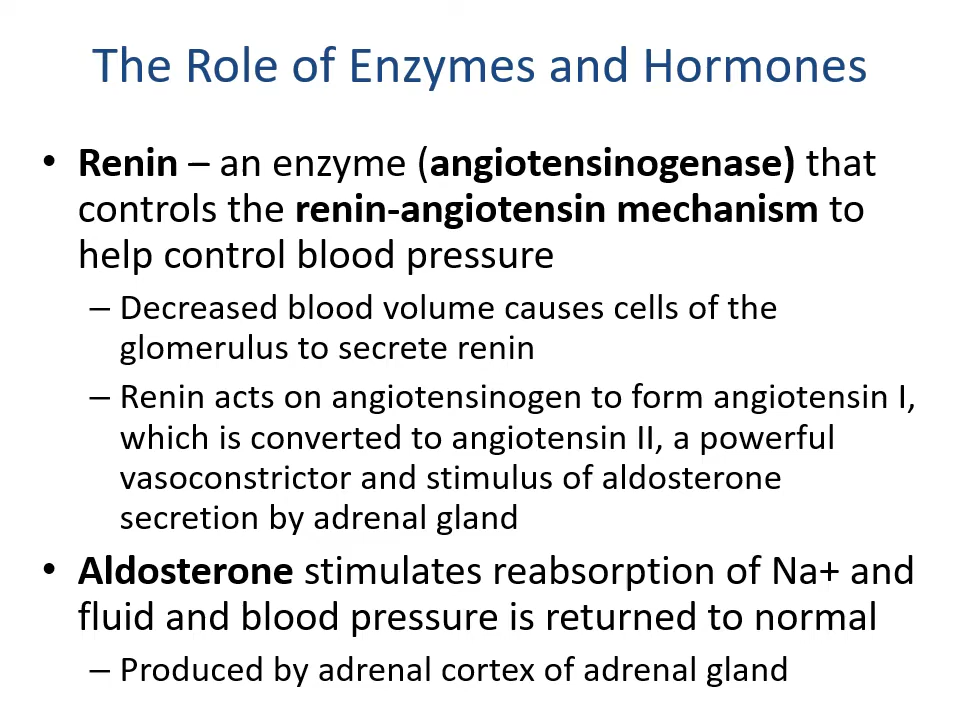 The Role of Enzymes and Hormones
• Renin – an enzyme (angiotensinogenase) that
controls the renin-angiotensin mechanism to
help control blood pressure
– Decreased blood volume causes cells of the
glomerulus to secrete renin
– Renin acts on angiotensinogen to form angiotensin I,
which is converted to angiotensin II, a powerful
vasoconstrictor and stimulus of aldosterone
secretion by adrenal gland
• Aldosterone stimulates reabsorption of Na+ and
fluid and blood pressure is returned to normal
– Produced by adrenal cortex of adrenal gland